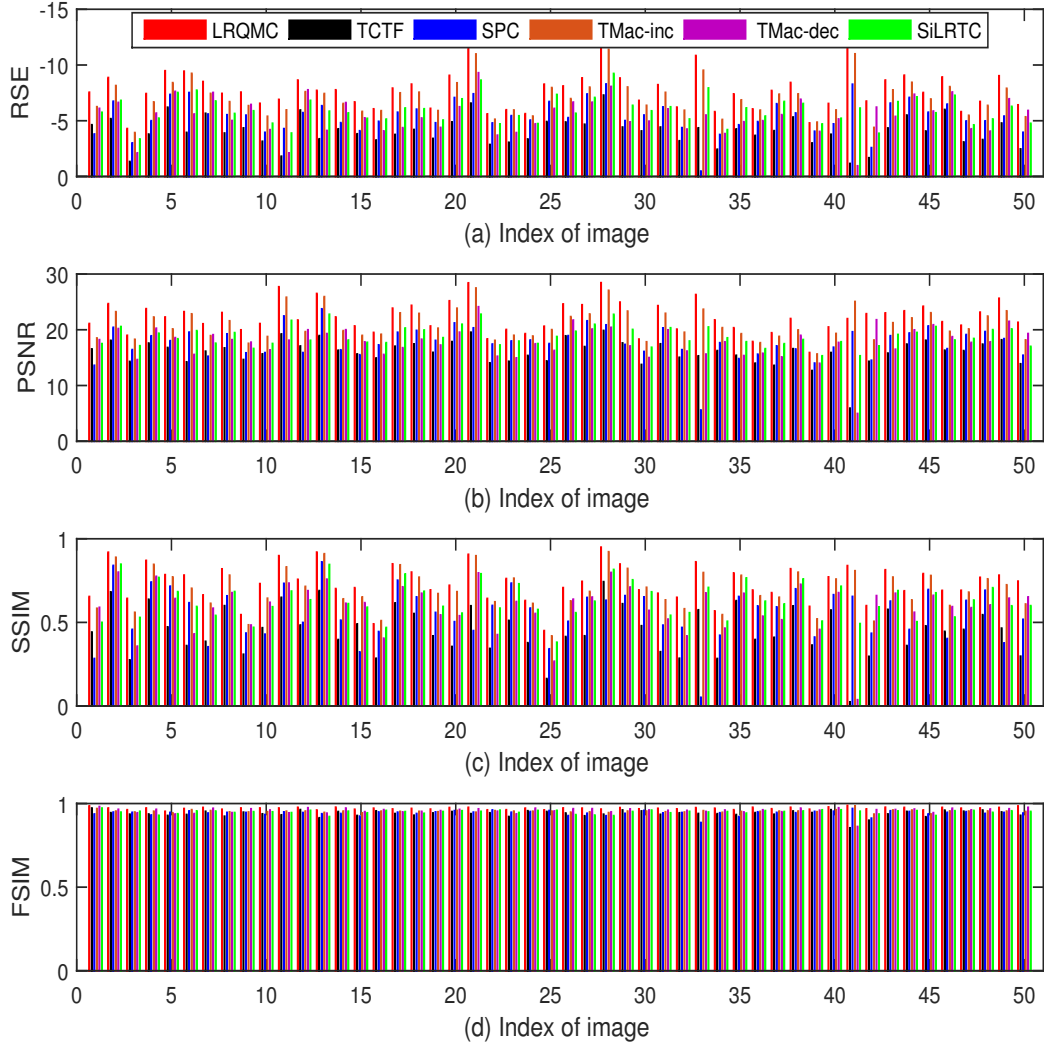 -15
LRQMC TCTF SPC TMac-inc TMac-dec SiLRTC
-10
RSE
-5
0
0 5 10 15 20 25 30 35 40 45 50
(a) Index of image
30
20
PSNR
10
0
0 5 10 15 20 25 30 35 40 45 50
(b) Index of image
1
SSIM
0.5
0
0 5 10 15 20 25 30 35 40 45 50
(c) Index of image
1
FSIM
0.5
0
0 5 10 15 20 25 30 35 40 45 50
(d) Index of image